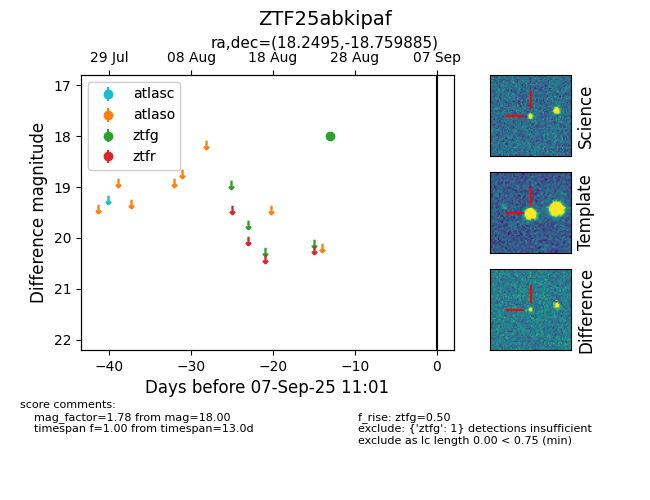 ZTF25abkipaf
ra,dec=(18.2495,-18.759885)
29 Jul
08 Aug
18 Aug
28 Aug
07 Sep
atlasc
atlaso
ztfg
ztfr
17
18
19
20
21
22
Difference magnitude
−40
−30
−20
−10
0
Days before 07-Sep-25 11:01
Science
Template
Difference
score comments:
mag_factor=1.78 from mag=18.00
timespan f=1.00 from timespan=13.0d
f_rise: ztfg=0.50
exclude: {'ztfg': 1} detections insufficient
exclude as lc length 0.00 < 0.75 (min)